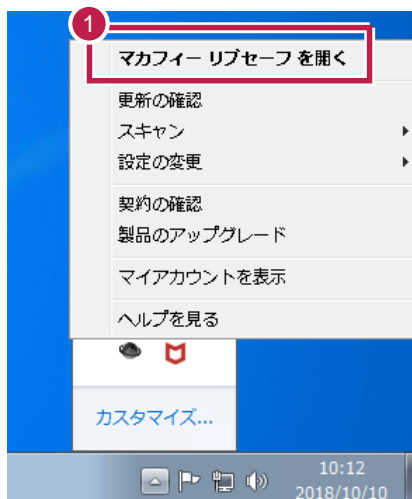 1
マカフィー リブセーフ を開く
更新の確認
スキャン
設定の変更
契約の確認
製品のアップグレード
マイアカウントを表示
ヘルプを見る
カスタマイズ...
10:12
2018/10/10